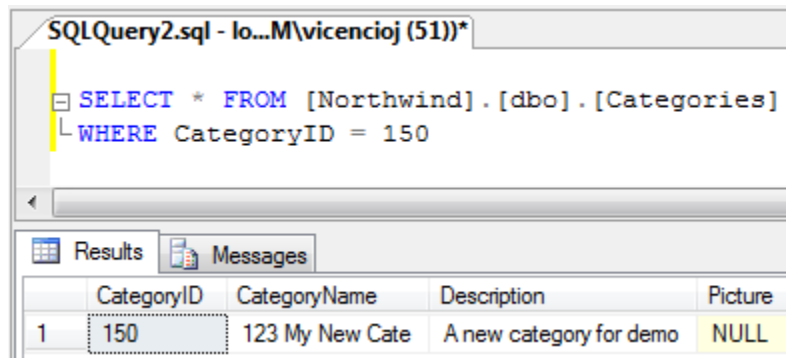 SQLQuery2.sql - lo...M\vicencioj (51))*
SELECT * FROM [Northwind].[dbo].[Categories]
WHERE CategoryID = 150
Results Messages
CategoryID CategoryName Description Picture
1 150 123 My New Cate A new category for demo NULL